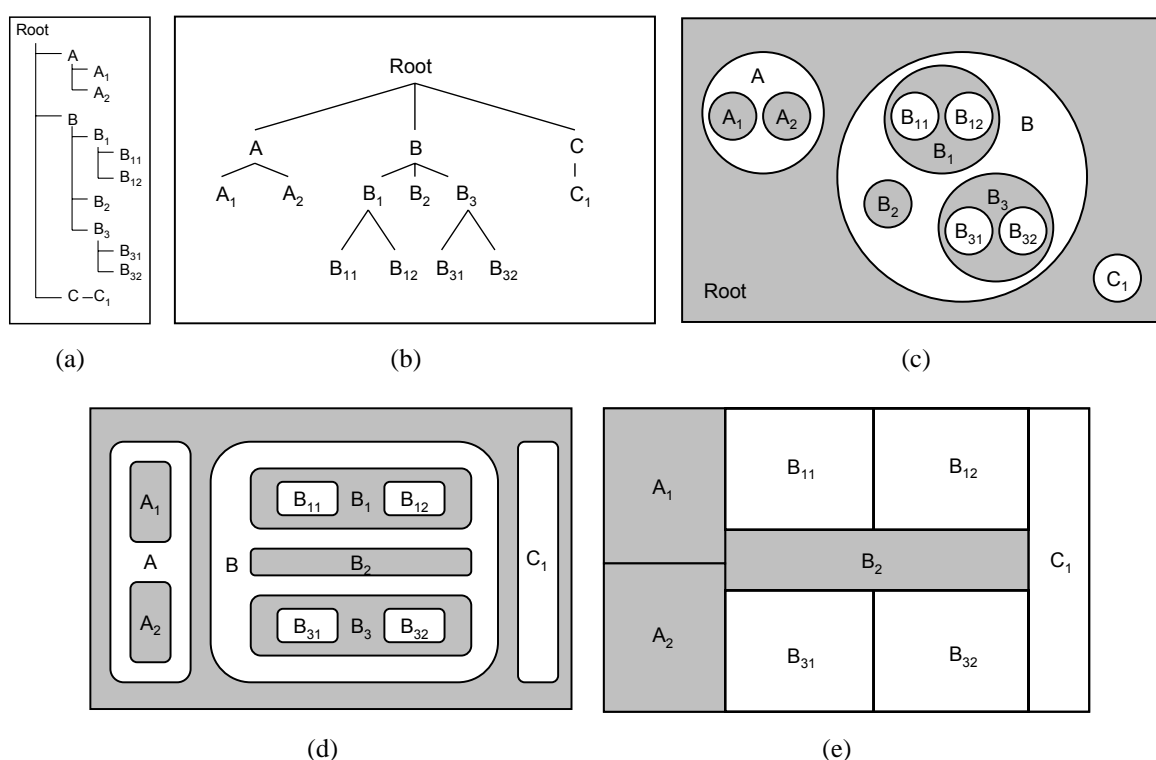 Root
A
A₁
A₂
B
B₁
B₁₁
B₁₂
B₂
B₃
B₃₁
B₃₂
C C₁
(a)
Root
A B C
A₁ A₂ B₁ B₂ B₃ C₁
B₁₁ B₁₂ B₃₁ B₃₂
(b)
A
A₁ A₂
B₁₁ B₁₂
B
B₁
B₂
B₃
B₃₁ B₃₂
C₁
Root
(c)
A₁
A
A₂
B
B₁₁ B₁ B₁₂
B₂
B₃₁ B₃ B₃₂
C₁
(d)
A₁
A₂
B₁₁ B₁₂
B₂
B₃₁ B₃₂
C₁
(e)